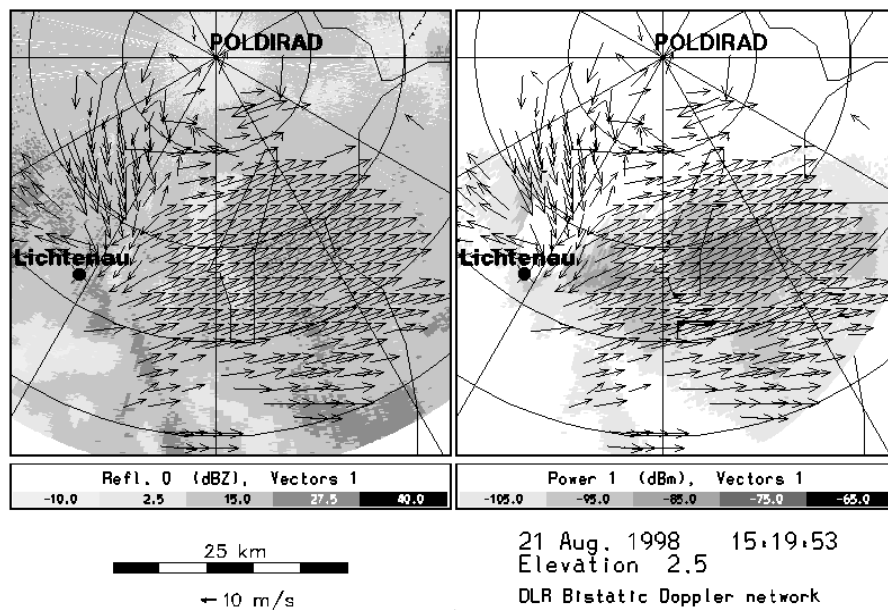 POLDIRAD
Lichtenau
Refl. 0 (dBZ), Vectors 1
-10.0 2.5 15.0 27.5 40.0
POLDIRAD
Lichtenau
Power 1 (dBm), Vectors 1
-105.0 -95.0 -85.0 -75.0 -65.0
25 km
10 m/s
21 Aug. 1998 15:19:53
Elevation 2.5
DLR Bistatic Doppler network